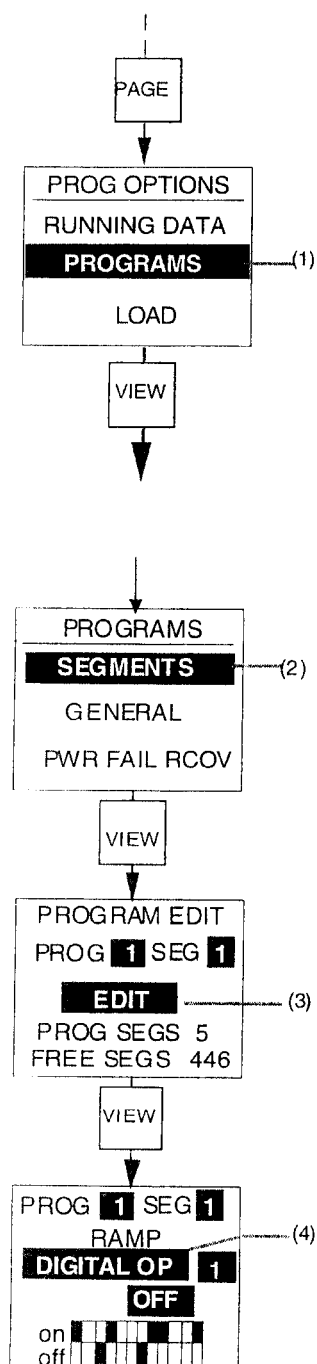 PAGE
PROG OPTIONS
RUNNING DATA
PROGRAMS (1)
LOAD
VIEW
PROGRAMS
SEGMENTS (2)
GENERAL
PWR FAIL RCOV
VIEW
PROGRAM EDIT
PROG 1 SEG 1
EDIT (3)
PROG SEGS 5
FREE SEGS 446
VIEW
PROG 1 SEG 1
RAMP (4)
DIGITAL OP 1
OFF
on
off